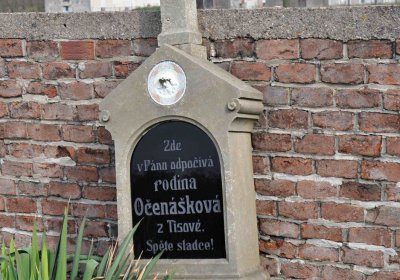 Zde
v Pánu odpočívá
rodina
Očenášková
z Tisové.
Spěte sladce!